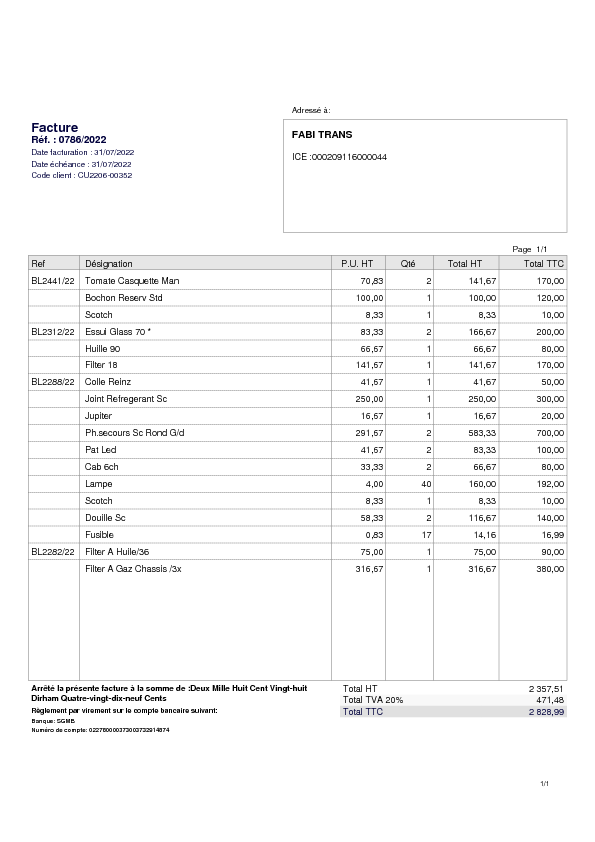 Adressé à:
Facture
Réf. : 0786/2022
Date facturation : 31/07/2022
Date échéance : 31/07/2022
Code client : CU2206-00352
FABI TRANS
ICE :000209116000044
Page 1/1
Ref Désignation P.U. HT Qté Total HT Total TTC
BL2441/22 Tomate Casquette Man 70,83 2 141,67 170,00
Bochon Reserv Std 100,00 1 100,00 120,00
Scotch 8,33 1 8,33 10,00
BL2312/22 Essui Glass 70 * 83,33 2 166,67 200,00
Huille 90 66,67 1 66,67 80,00
Filter 18 141,67 1 141,67 170,00
BL2288/22 Colle Reinz 41,67 1 41,67 50,00
Joint Refregerant Sc 250,00 1 250,00 300,00
Jupiter 16,67 1 16,67 20,00
Ph.secours Sc Rond G/d 291,67 2 583,33 700,00
Pat Led 41,67 2 83,33 100,00
Cab 6ch 33,33 2 66,67 80,00
Lampe 4,00 40 160,00 192,00
Scotch 8,33 1 8,33 10,00
Douille Sc 58,33 2 116,67 140,00
Fusible 0,83 17 14,16 16,99
BL2282/22 Filter A Huile/36 75,00 1 75,00 90,00
Filter A Gaz Chassis /3x 316,67 1 316,67 380,00
Arrêté la présente facture à la somme de :Deux Mille Huit Cent Vingt-huit
Dirham Quatre-vingt-dix-neuf Cents
Règlement par virement sur le compte bancaire suivant:
Banque: SGMB
Numéro de compte:
Total HT 2 357,51
Total TVA 20% 471,48
Total TTC 2 828,99
1/1